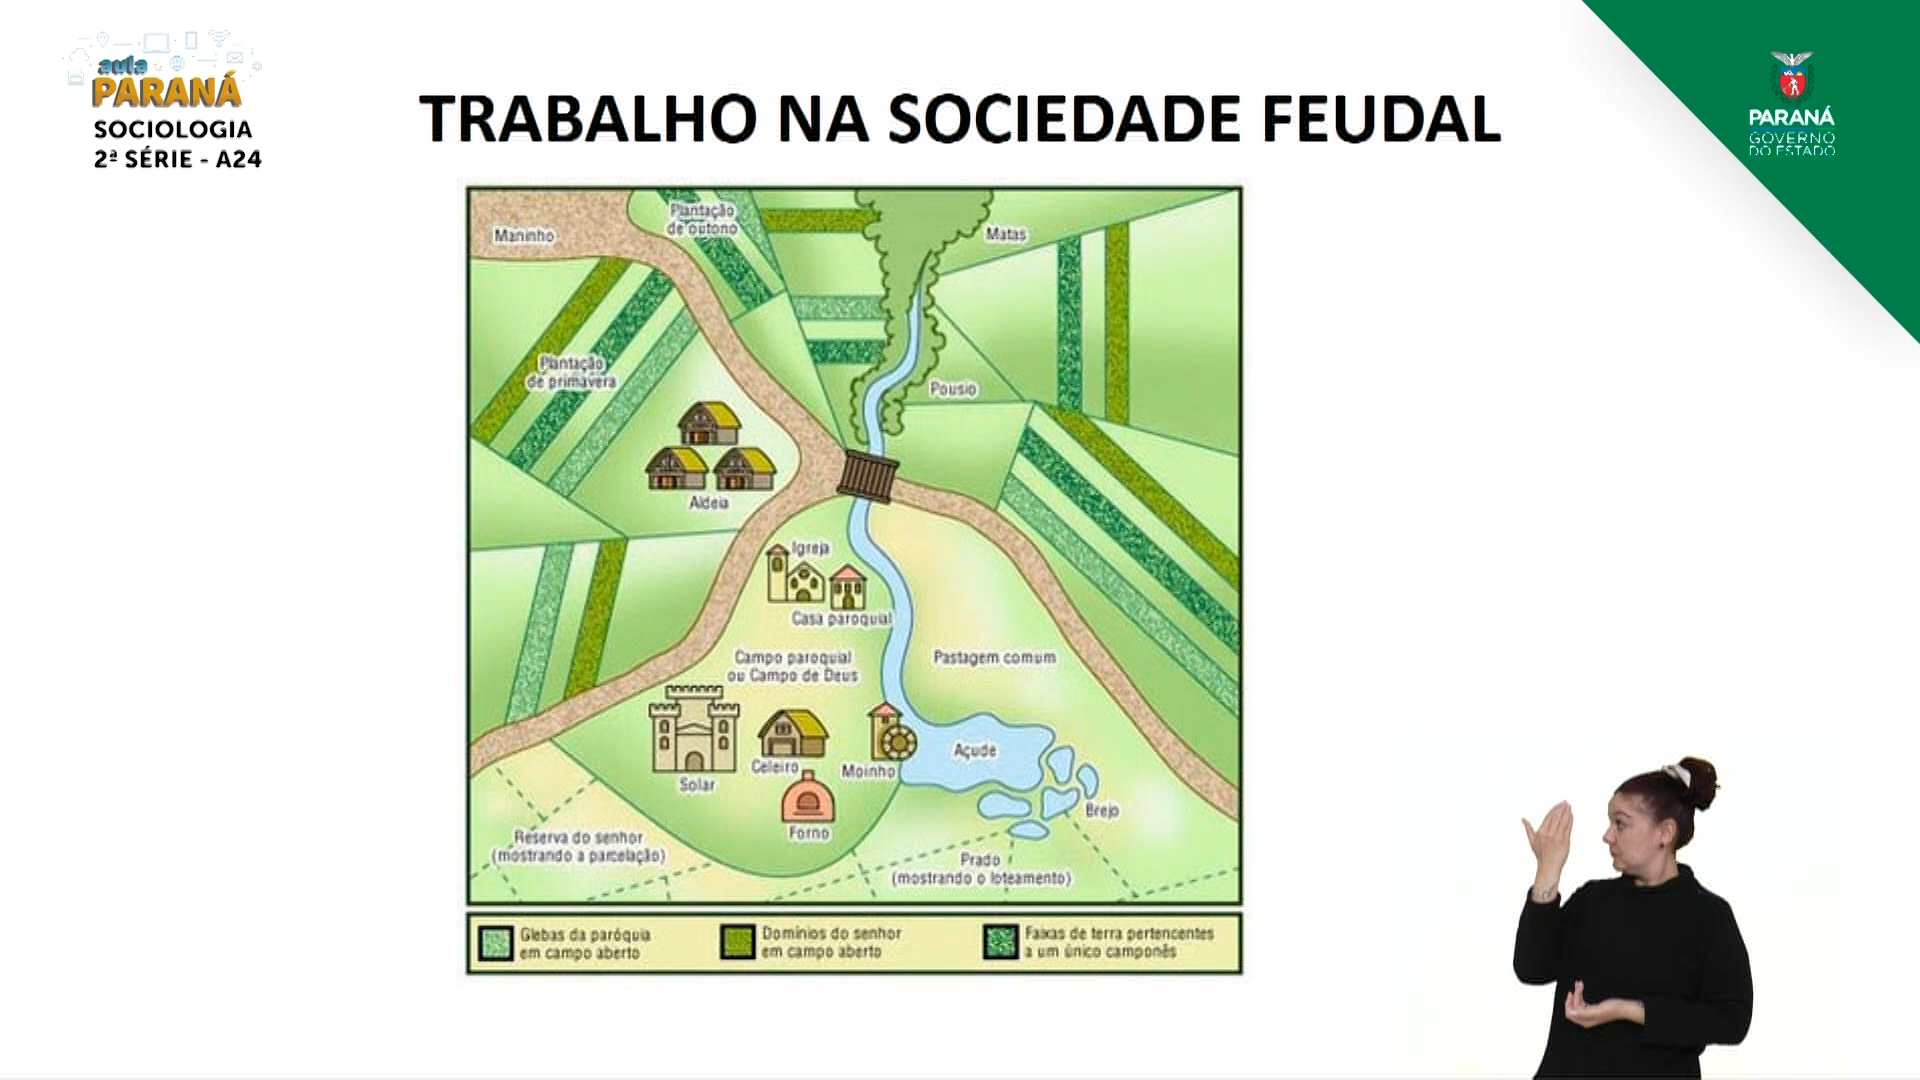 aula
PARANÁ
SOCIOLOGIA
2ª SÉRIE - A24
TRABALHO NA SOCIEDADE FEUDAL
PARANÁ
GOVERNO
DO ESTADO
Maninho
Plantação
de outono
Matas
Plantação
de primavera
Pousio
Aldeia
Igreja
Casa paroquial
Campo paroquial
ou Campo de Deus
Pastagem comum
Solar
Celeiro
Moinho
Açude
Forno
Brejo
Reserva do senhor
(mostrando a parcelação)
Prado
(mostrando o loteamento)
Glebas da paróquia
em campo aberto
Domínios do senhor
em campo aberto
Faixas de terra pertencentes
a um único camponês